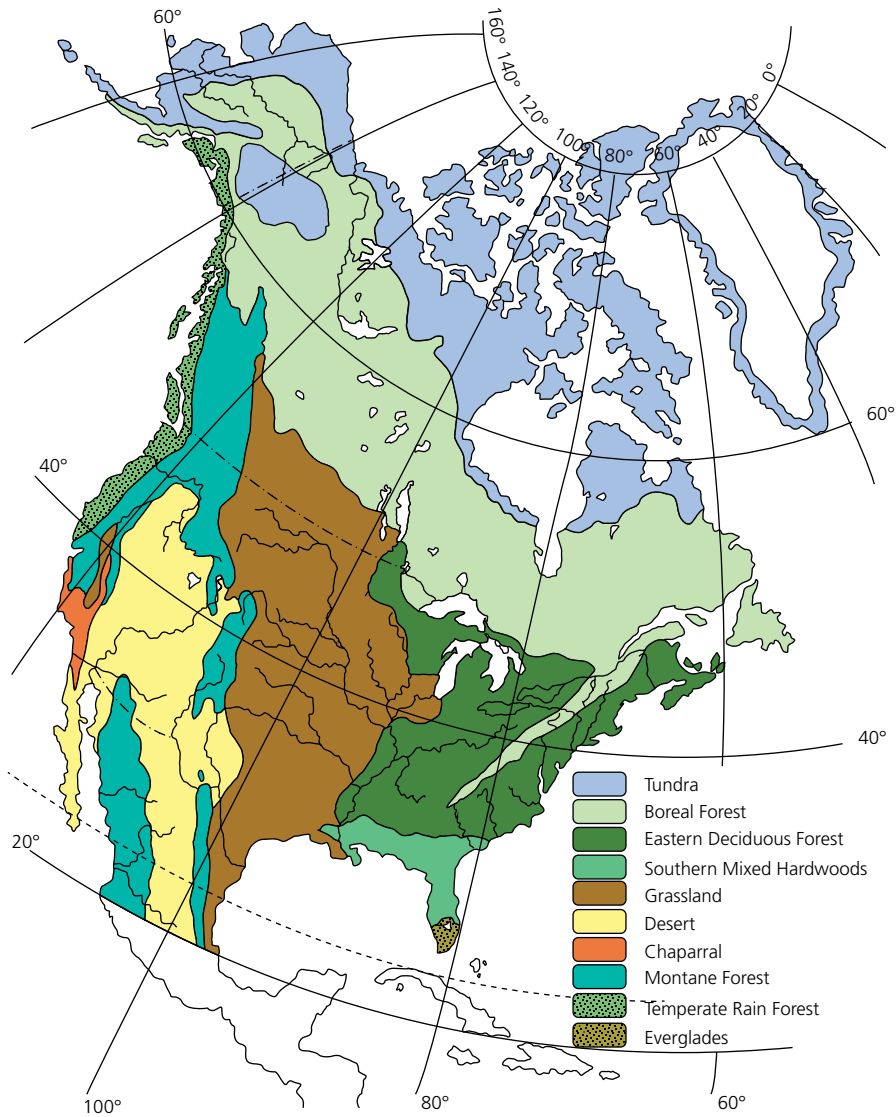 60°
160°
140°
120°
100°
80°
60°
40°
20°
0°
60°
40°
40°
20°
Tundra
Boreal Forest
Eastern Deciduous Forest
Southern Mixed Hardwoods
Grassland
Desert
Chaparral
Montane Forest
Temperate Rain Forest
Everglades
100°
80°
60°